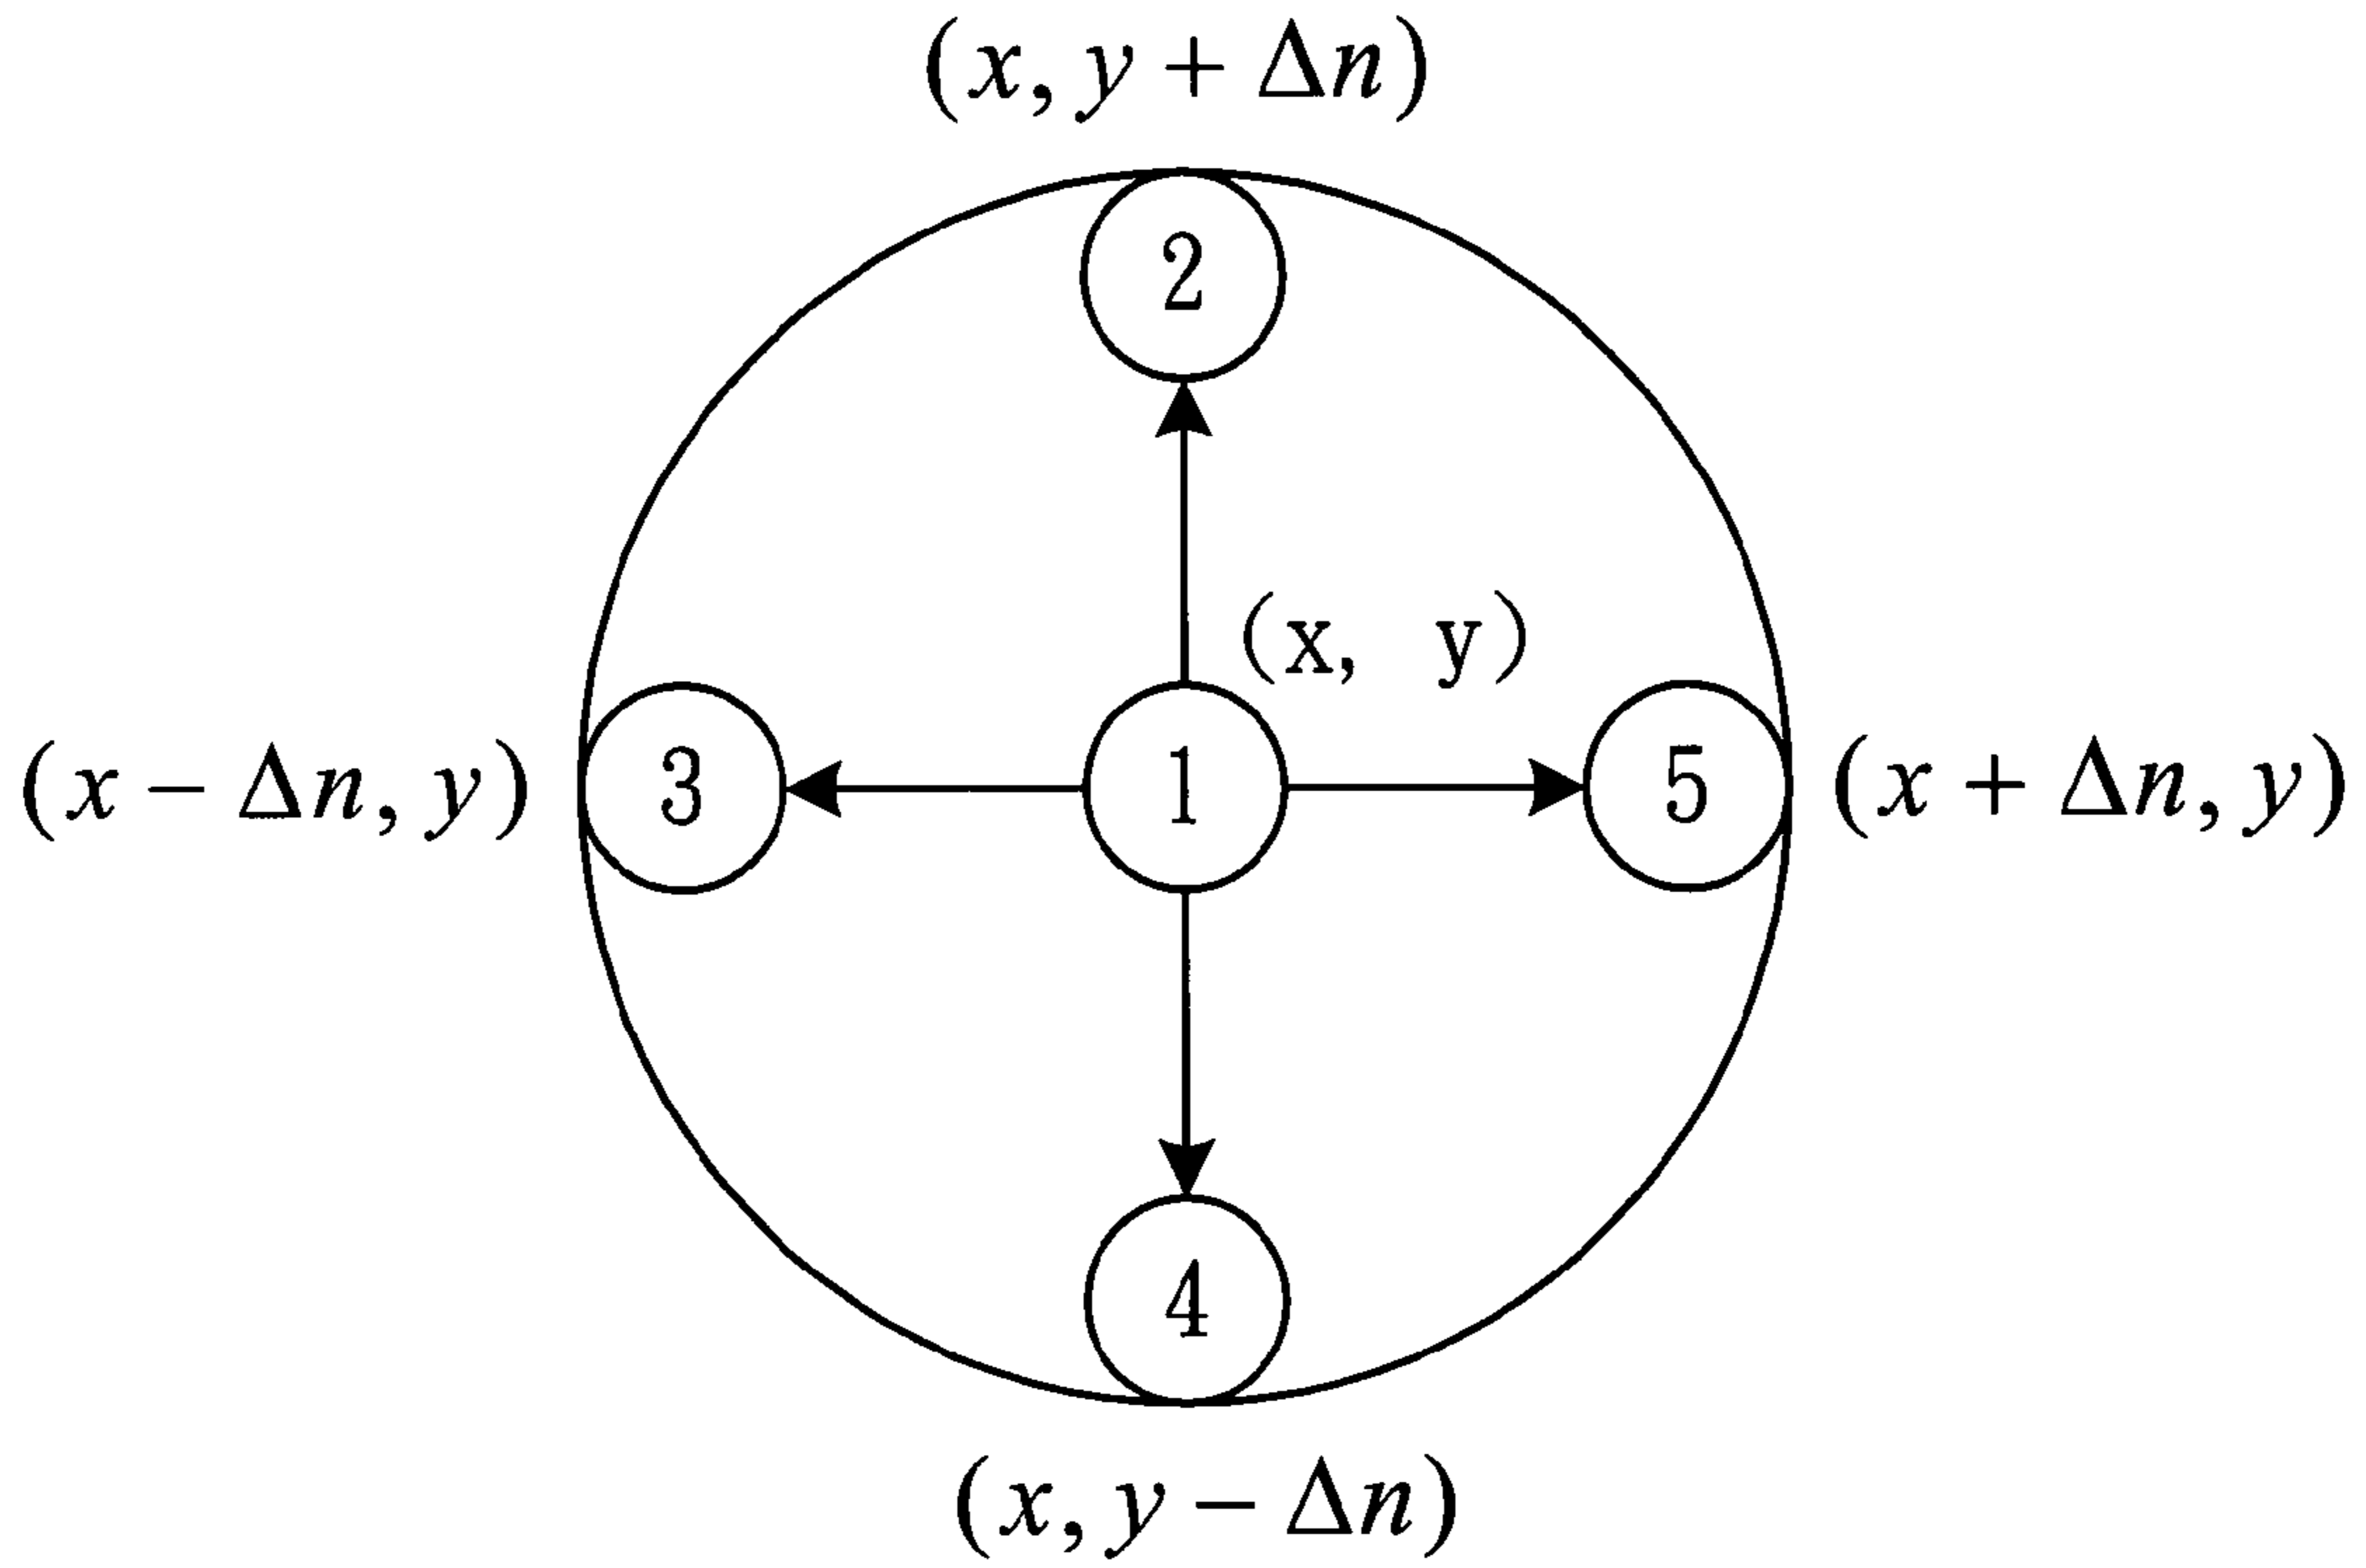 (x, y + Δn)
2
(x, y)
(x − Δn, y) 3 1 5 (x + Δn, y)
4
(x, y − Δn)